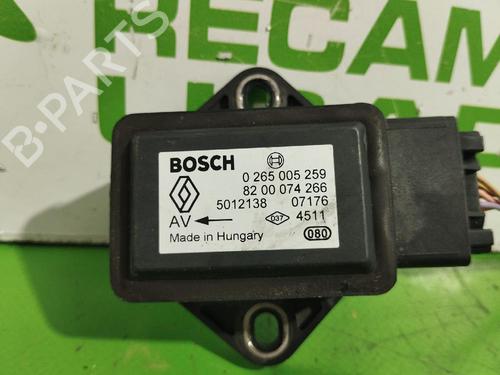 RECAM
B-PARTS
BOSCH
0 265 005 259
82 00 074 266
5012138 07176
AV 037 4511
Made in Hungary 080